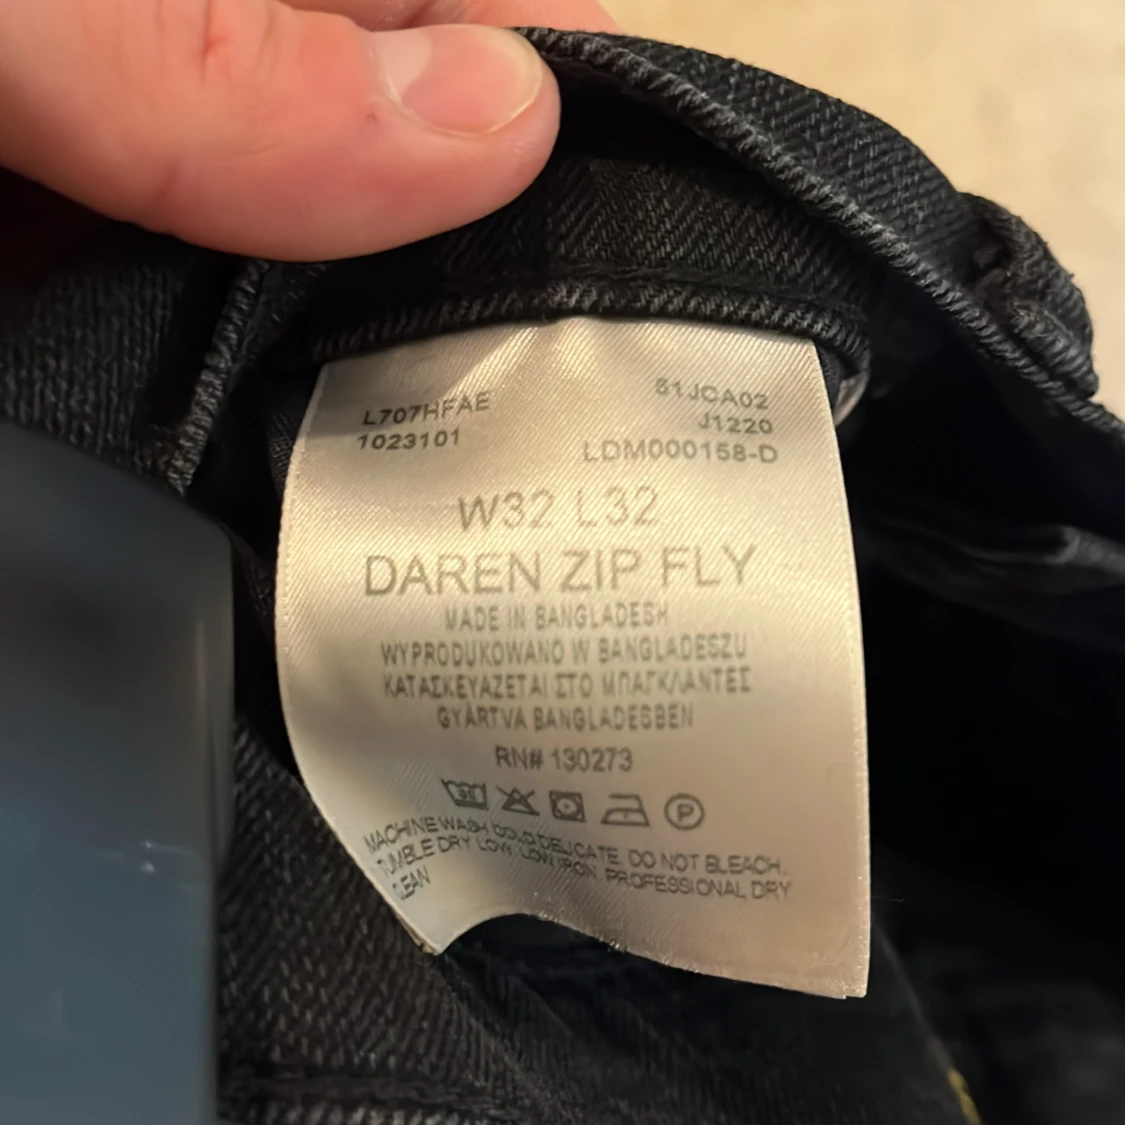 L707HFAE
1023101
51JCA02
J1220
LDM000158-D
W32 L32
DAREN ZIP FLY
MADE IN BANGLADESH
WYPRODUKOWANO W BANGLADESZU
ΚΑΤΑΣΚΕΥΑΖΕΤΑΙ ΣΤΟ ΜΠΑΓΚΛΑΝΤΕΣ
GYÁRTVA BANGLADESBEN
RN# 130273
P
MACHINE WASH COLD DELICATE. DO NOT BLEACH.
TUMBLE DRY LOW. LOW IRON. PROFESSIONAL DRY
CLEAN